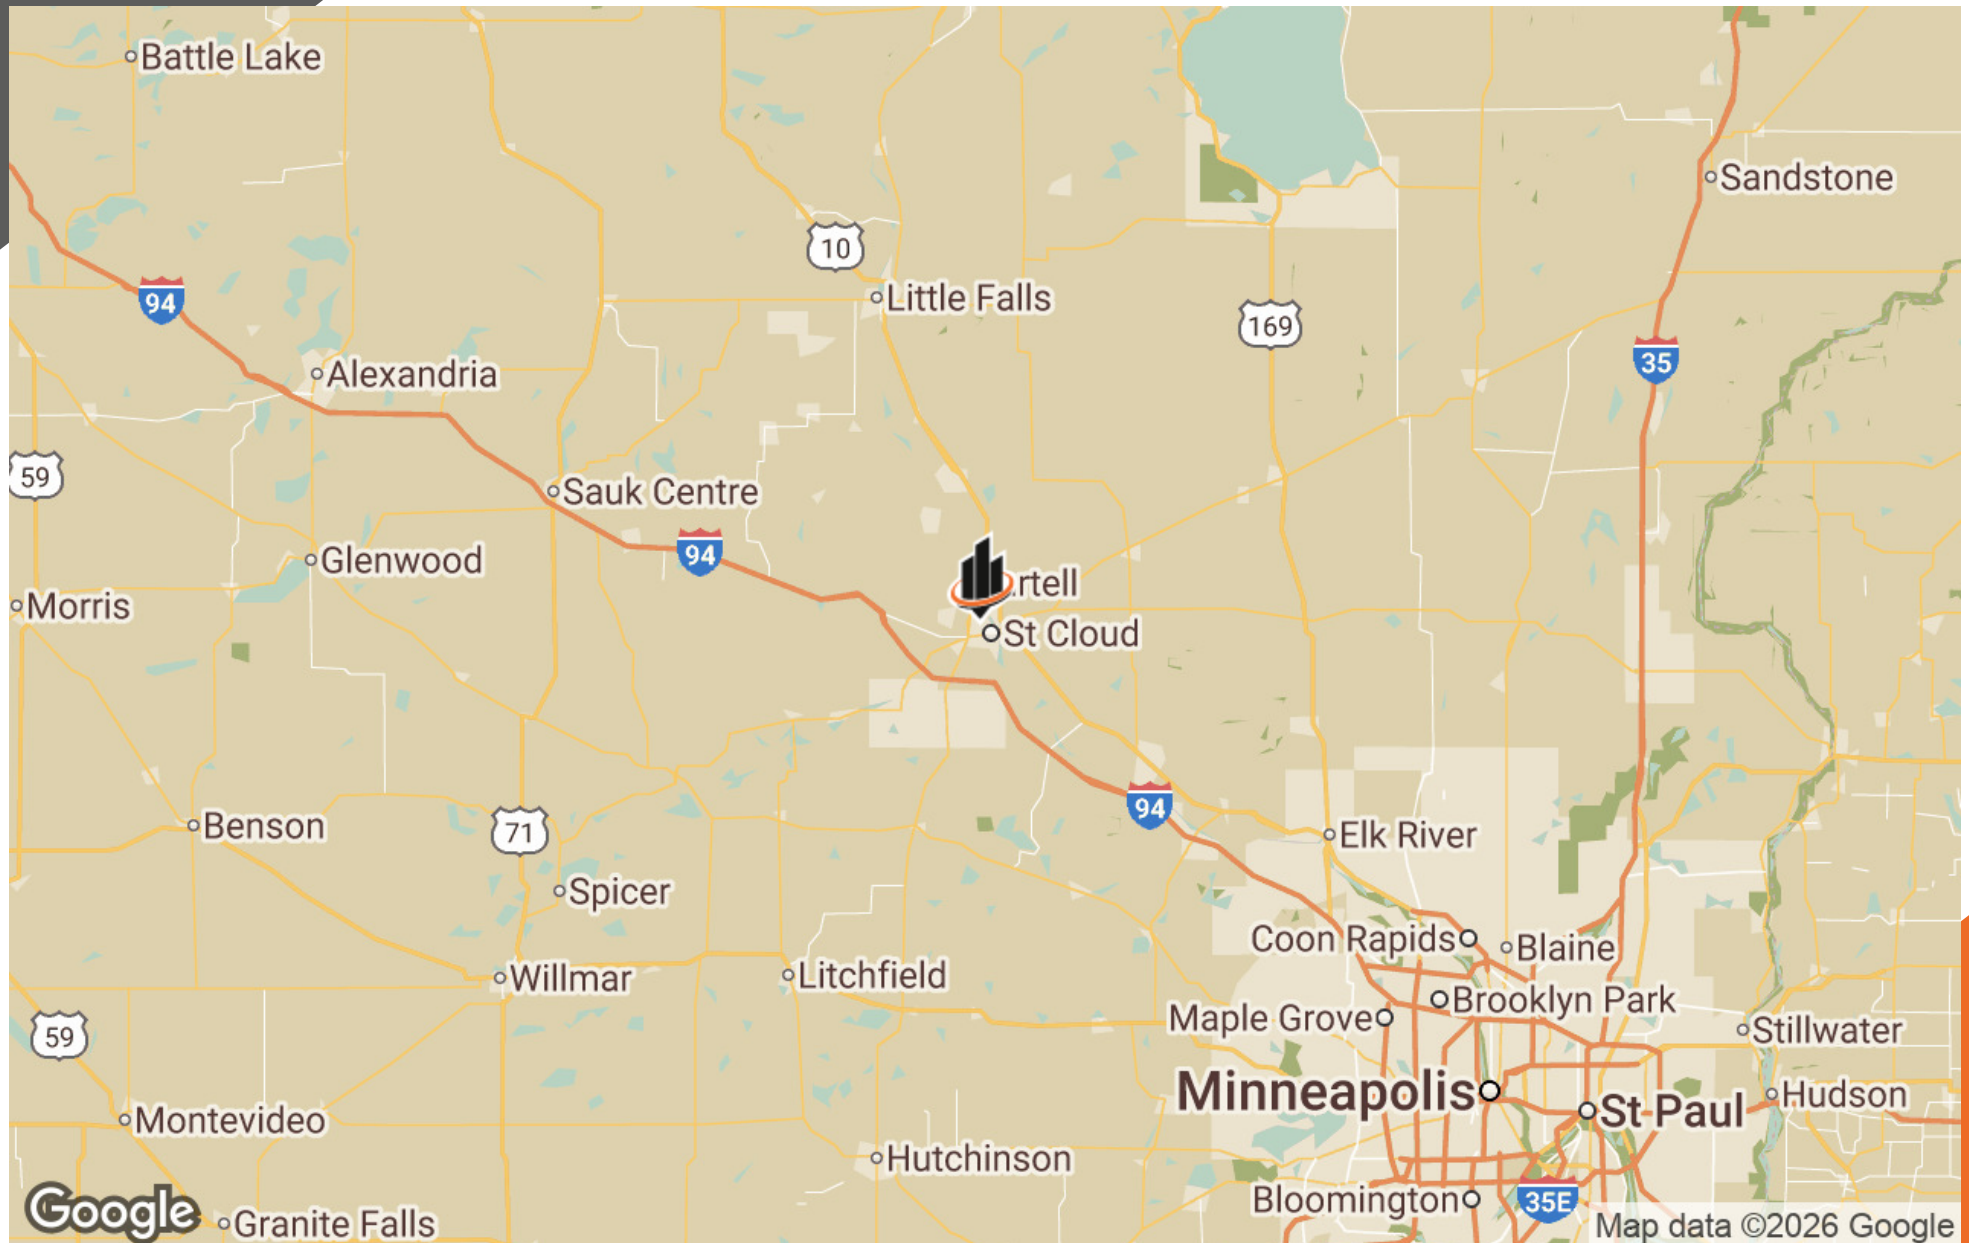 Battle Lake
Sandstone
10
94
Little Falls
169
35
Alexandria
59
Sauk Centre
94
Glenwood
rtell
Morris
St Cloud
94
Benson
71
Elk River
Spicer
Coon Rapids
Blaine
Willmar
Litchfield
Brooklyn Park
Maple Grove
59
Stillwater
Minneapolis
Hudson
St Paul
Montevideo
Hutchinson
Bloomington
35E
Google
Granite Falls
Map data ©2026 Google